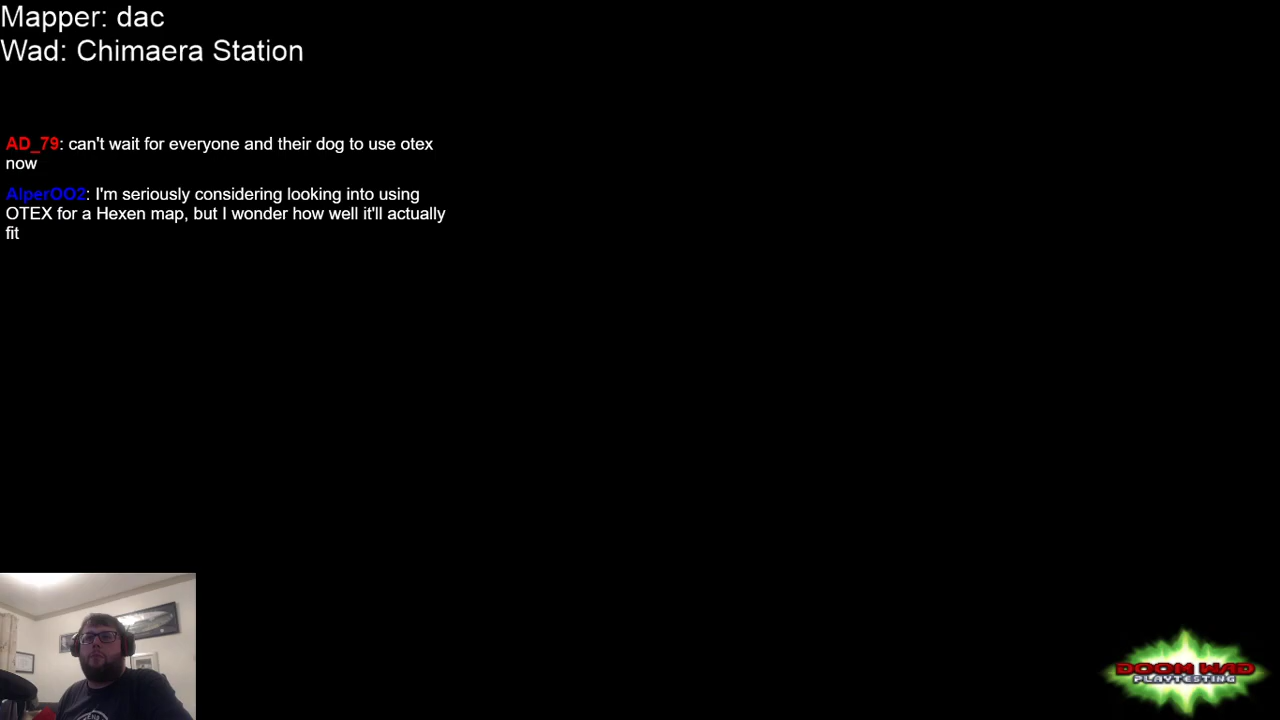 Mapper: dac
Wad: Chimaera Station
AD_79: can't wait for everyone and their dog to use otex
now
AlperOO2: I'm seriously considering looking into using
OTEX for a Hexen map, but I wonder how well it'll actually
fit
DOOM WAD
PLAYTESTING